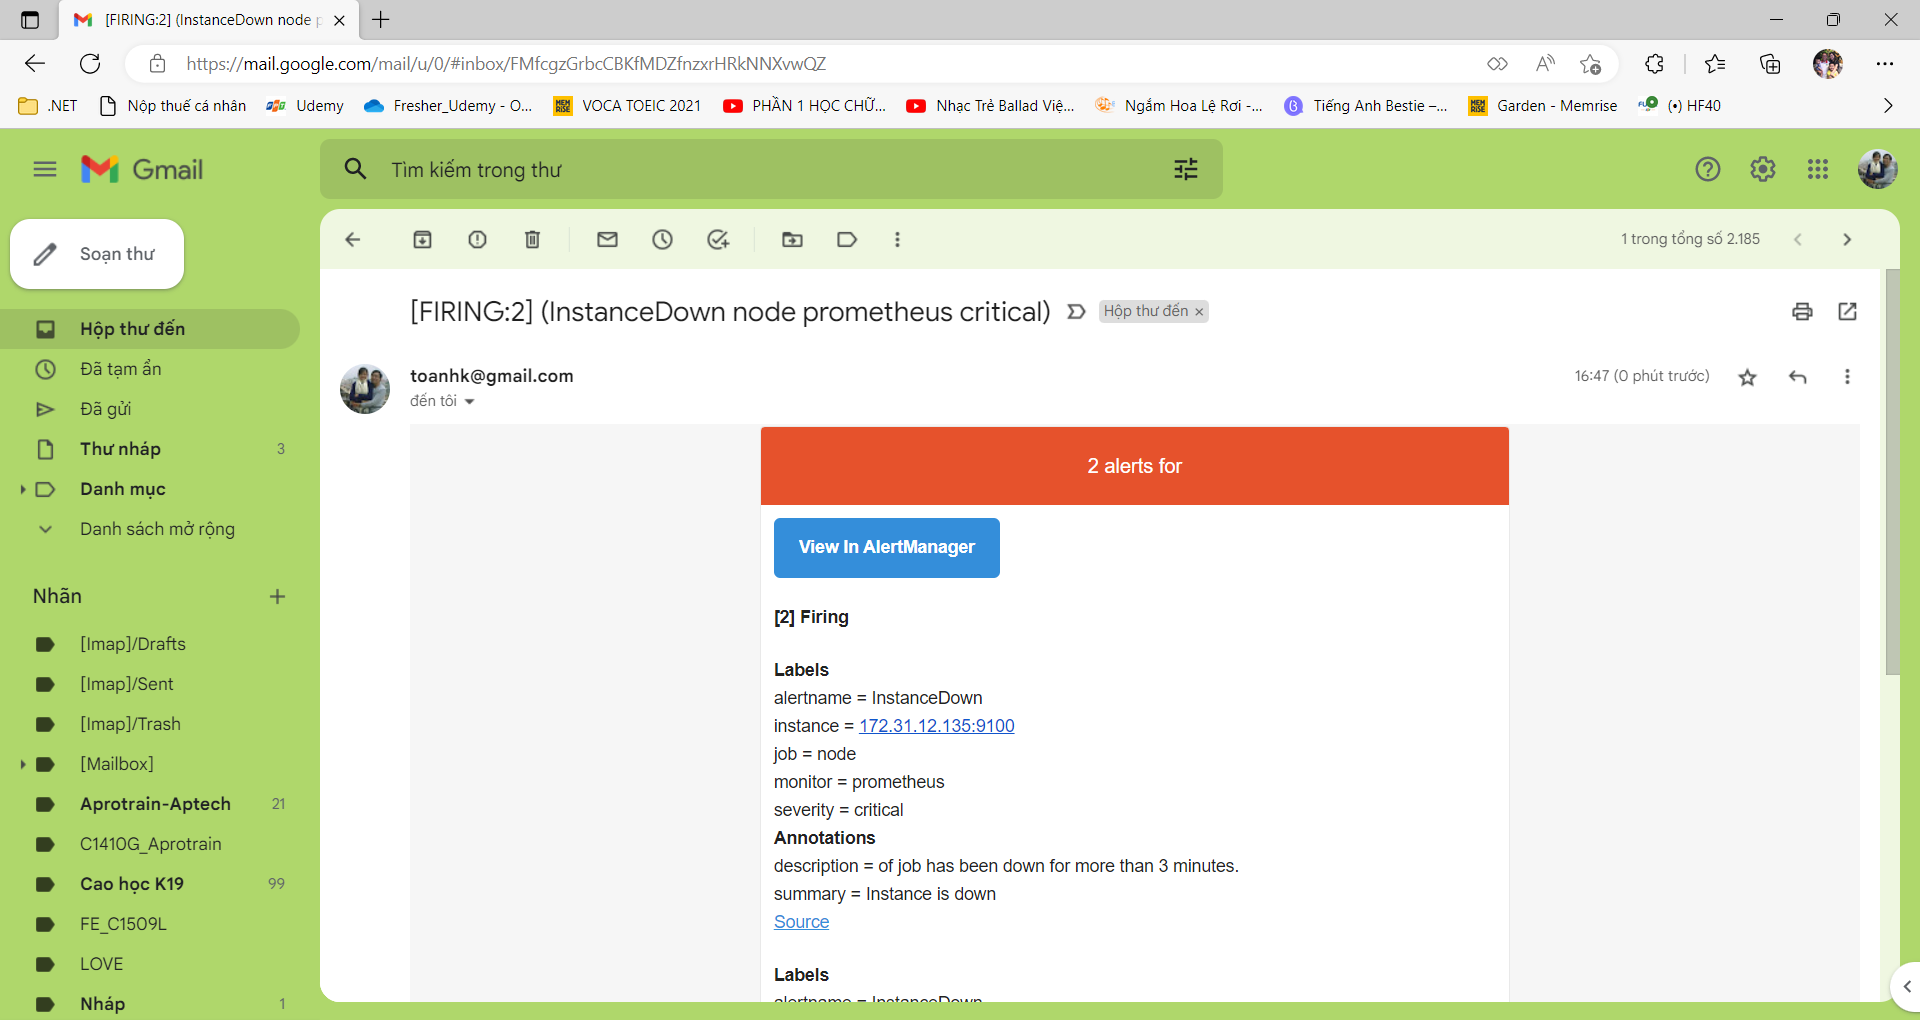 [FIRING:2] (InstanceDown node p
https://mail.google.com/mail/u/0/#inbox/FMfcgzGrbcCBKfMDZfnzxrHRkNNXvwQZ
.NET
Nộp thuế cá nhân
Udemy
Fresher_Udemy - O...
VOCA TOEIC 2021
PHẦN 1 HỌC CHỮ...
Nhạc Trẻ Ballad Việ...
Ngắm Hoa Lệ Rơi -...
Tiếng Anh Bestie –...
Garden - Memrise
(•) HF40
Gmail
Tìm kiếm trong thư
Soạn thư
Hộp thư đến
Đã tạm ẩn
Đã gửi
Thư nháp 3
Danh mục
Danh sách mở rộng
Nhãn
[Imap]/Drafts
[Imap]/Sent
[Imap]/Trash
[Mailbox]
Aprotrain-Aptech 21
C1410G_Aprotrain
Cao học K19 99
FE_C1509L
LOVE
Nháp 1
1 trong tổng số 2.185
[FIRING:2] (InstanceDown node prometheus critical)
Hộp thư đến ×
toanhk@gmail.com
16:47 (0 phút trước)
đến tôi
2 alerts for
View In AlertManager
[2] Firing
Labels
alertname = InstanceDown
instance = 172.31.12.135:9100
job = node
monitor = prometheus
severity = critical
Annotations
description = of job has been down for more than 3 minutes.
summary = Instance is down
Source
Labels
alertname = InstanceDown